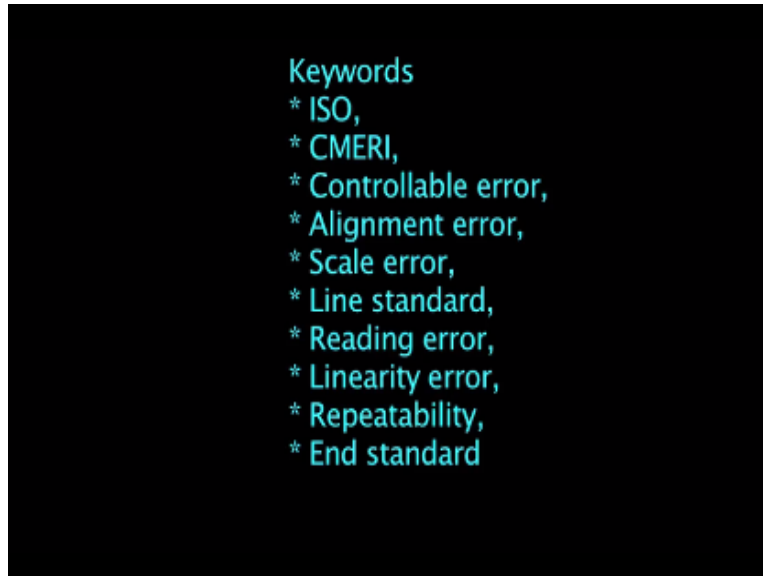 Keywords
* ISO,
* CMERI,
* Controllable error,
* Alignment error,
* Scale error,
* Line standard,
* Reading error,
* Linearity error,
* Repeatability,
* End standard